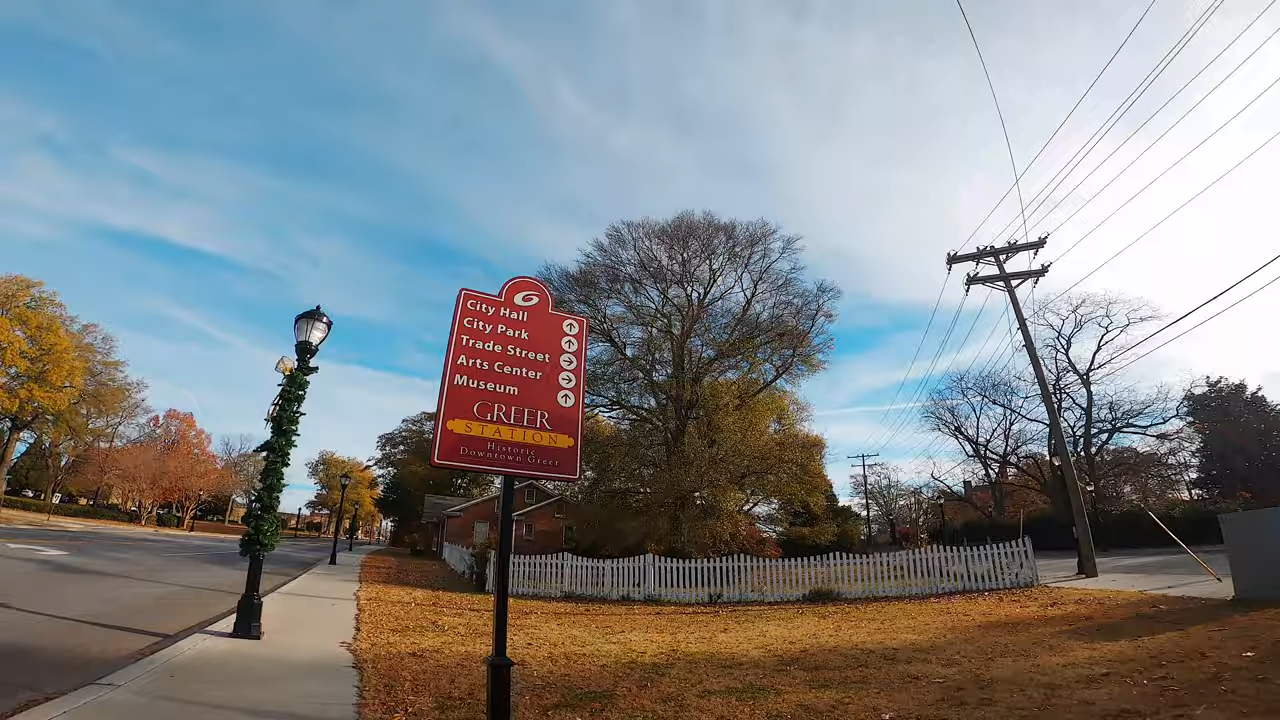 City Hall
City Park
Trade Street
Arts Center
Museum
GREER
STATION
Historic
Downtown Greer